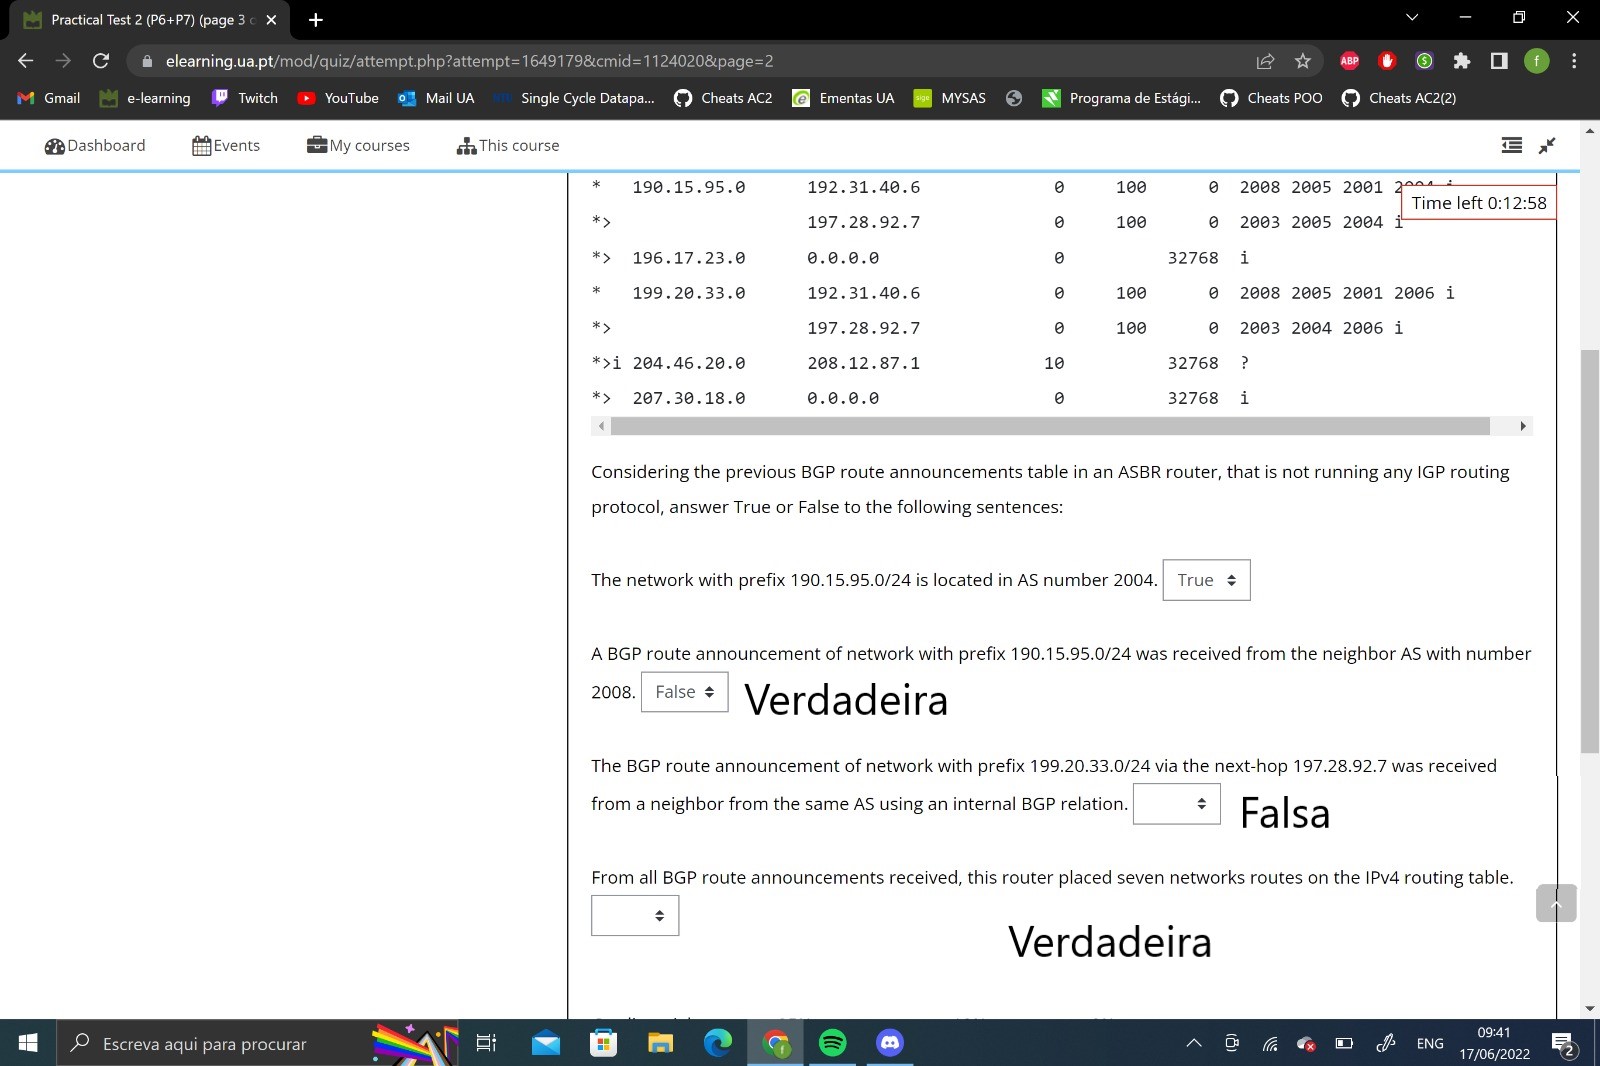 Practical Test 2 (P6+P7) (page 3
elearning.ua.pt/mod/quiz/attempt.php?attempt=1649179&cmid=1124020&page=2
ABP
f
Gmail e-learning Twitch YouTube Mail UA Single Cycle Datapa... Cheats AC2 Ementas UA MYSAS Programa de Estági... Cheats POO Cheats AC2(2)
Dashboard Events My courses This course
* 190.15.95.0 192.31.40.6 0 100 0 2008 2005 2001 2004 i
Time left 0:12:58
*> 197.28.92.7 0 100 0 2003 2005 2004 i
*> 196.17.23.0 0.0.0.0 0 32768 i
* 199.20.33.0 192.31.40.6 0 100 0 2008 2005 2001 2006 i
*> 197.28.92.7 0 100 0 2003 2004 2006 i
*>i 204.46.20.0 208.12.87.1 10 32768 ?
*> 207.30.18.0 0.0.0.0 0 32768 i
Considering the previous BGP route announcements table in an ASBR router, that is not running any IGP routing
protocol, answer True or False to the following sentences:
The network with prefix 190.15.95.0/24 is located in AS number 2004. True
A BGP route announcement of network with prefix 190.15.95.0/24 was received from the neighbor AS with number
2008. False Verdadeira
The BGP route announcement of network with prefix 199.20.33.0/24 via the next-hop 197.28.92.7 was received
from a neighbor from the same AS using an internal BGP relation. Falsa
From all BGP route announcements received, this router placed seven networks routes on the IPv4 routing table.
Verdadeira
Escreva aqui para procurar
ENG
09:41
17/06/2022
2